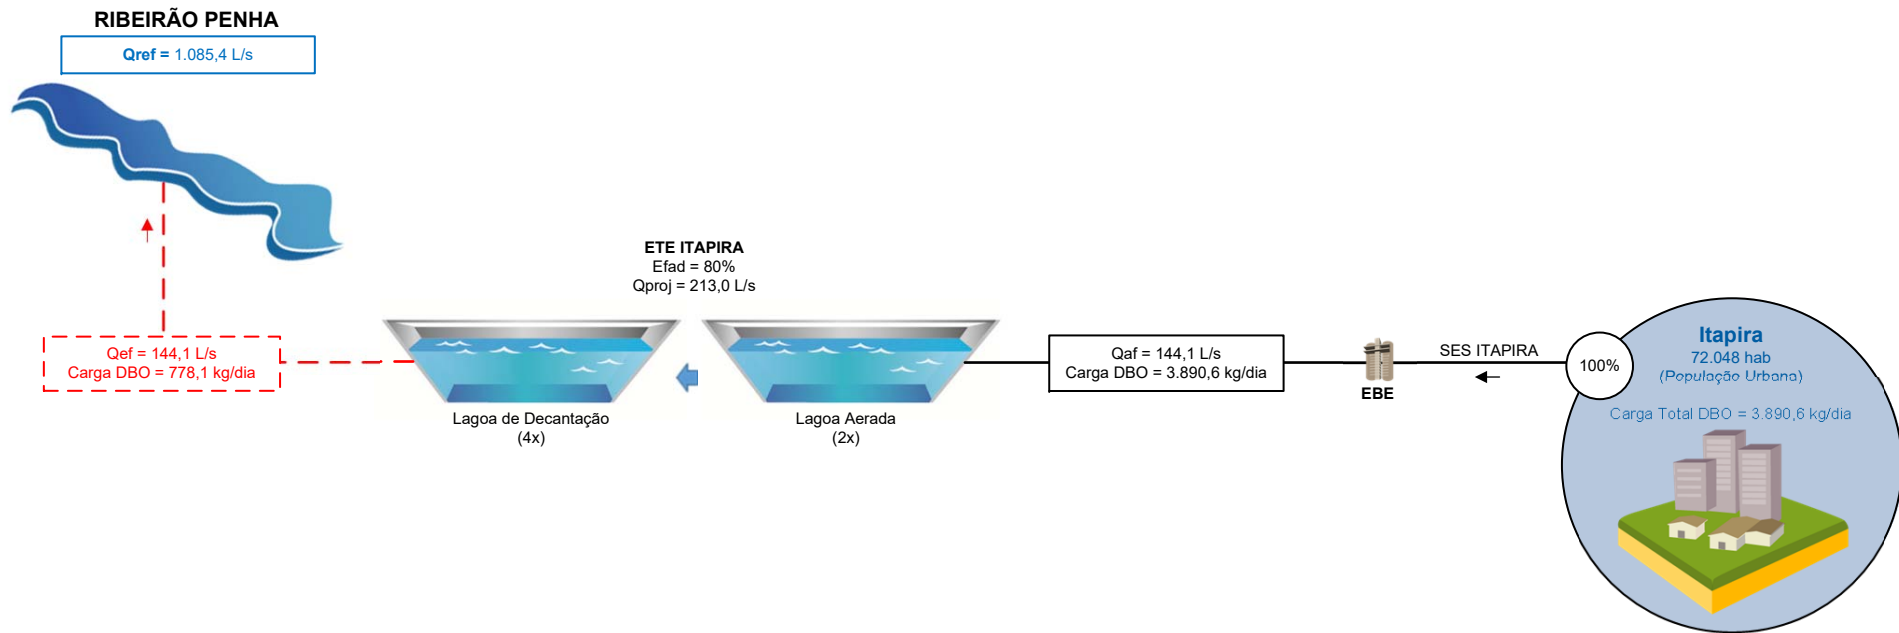 RIBEIRÃO PENHA
Qref = 1.085,4 L/s
ETE ITAPIRA
Efad = 80%
Qproj = 213,0 L/s
Qef = 144,1 L/s
Carga DBO = 778,1 kg/dia
Lagoa de Decantação
(4x)
Lagoa Aerada
(2x)
Qaf = 144,1 L/s
Carga DBO = 3.890,6 kg/dia
EBE
SES ITAPIRA
100%
Itapira
72.048 hab
(População Urbana)
Carga Total DBO = 3.890,6 kg/dia